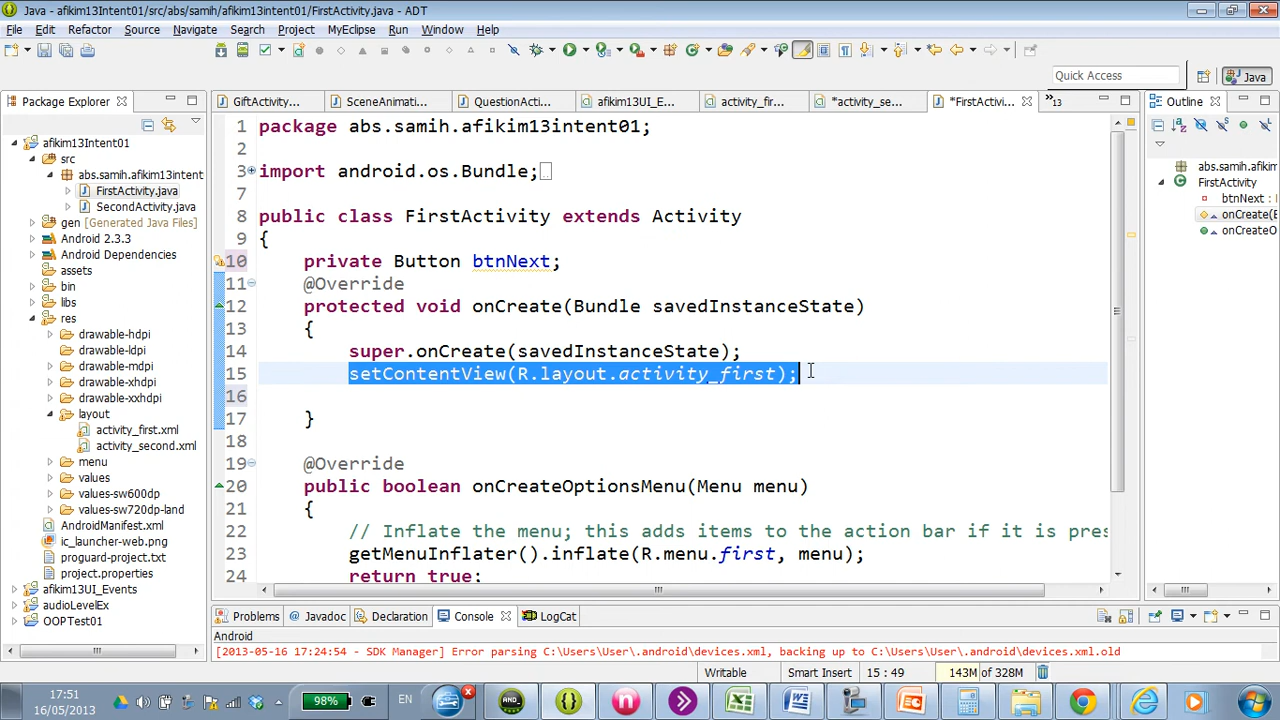 Java - afikim13Intent01/src/abs/samih/afikim13intent01/FirstActivity.java - ADT
File Edit Refactor Source Navigate Search Project MyEclipse Run Window Help
Quick Access
Java
Package Explorer
GiftActivity....
SceneAnimati...
QuestionActi...
afikim13UI_E...
activity_fir...
*activity_se...
*FirstActivi...
13
Outline
afikim13Intent01
src
abs.samih.afikim13intent
FirstActivity.java
SecondActivity.java
gen [Generated Java Files]
Android 2.3.3
Android Dependencies
assets
bin
libs
res
drawable-hdpi
drawable-ldpi
drawable-mdpi
drawable-xhdpi
drawable-xxhdpi
layout
activity_first.xml
activity_second.xml
menu
values
values-sw600dp
values-sw720dp-land
AndroidManifest.xml
ic_launcher-web.png
proguard-project.txt
project.properties
afikim13UI_Events
audioLevelEx
OOPTest01
1 package abs.samih.afikim13intent01;
2
3 import android.os.Bundle;
7
8 public class FirstActivity extends Activity
9 {
10 private Button btnNext;
11 @Override
12 protected void onCreate(Bundle savedInstanceState)
13 {
14 super.onCreate(savedInstanceState);
15 setContentView(R.layout.activity_first);
16
17 }
18
19 @Override
20 public boolean onCreateOptionsMenu(Menu menu)
21 {
22 // Inflate the menu; this adds items to the action bar if it is pres
23 getMenuInflater().inflate(R.menu.first, menu);
24 return true;
abs.samih.afikim13
FirstActivity
btnNext :
onCreate(B
onCreateO
Problems @ Javadoc Declaration Console LogCat
Android
[2013-05-16 17:24:54 - SDK Manager] Error parsing C:\Users\User\.android\devices.xml, backing up to C:\Users\User\.android\devices.xml.old
Writable Smart Insert 15 : 49 143M of 328M
17:51
16/05/2013
98%
EN